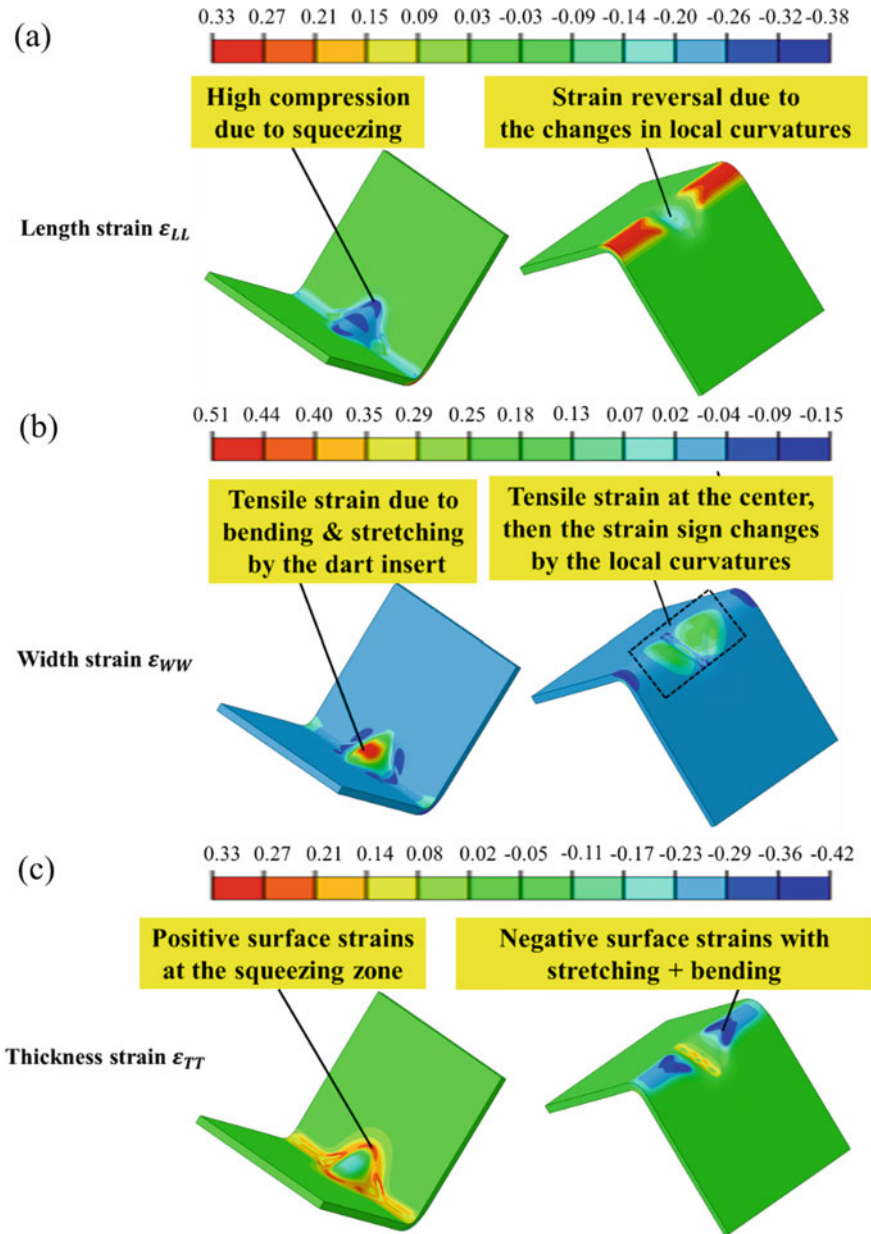 (a)
0.33 0.27 0.21 0.15 0.09 0.03 -0.03 -0.09 -0.14 -0.20 -0.26 -0.32 -0.38
High compression
due to squeezing
Strain reversal due to
the changes in local curvatures
Length strain ε_LL
(b)
0.51 0.44 0.40 0.35 0.29 0.25 0.18 0.13 0.07 0.02 -0.04 -0.09 -0.15
Tensile strain due to
bending & stretching
by the dart insert
Tensile strain at the center,
then the strain sign changes
by the local curvatures
Width strain ε_WW
(c)
0.33 0.27 0.21 0.14 0.08 0.02 -0.05 -0.11 -0.17 -0.23 -0.29 -0.36 -0.42
Positive surface strains
at the squeezing zone
Negative surface strains with
stretching + bending
Thickness strain ε_TT